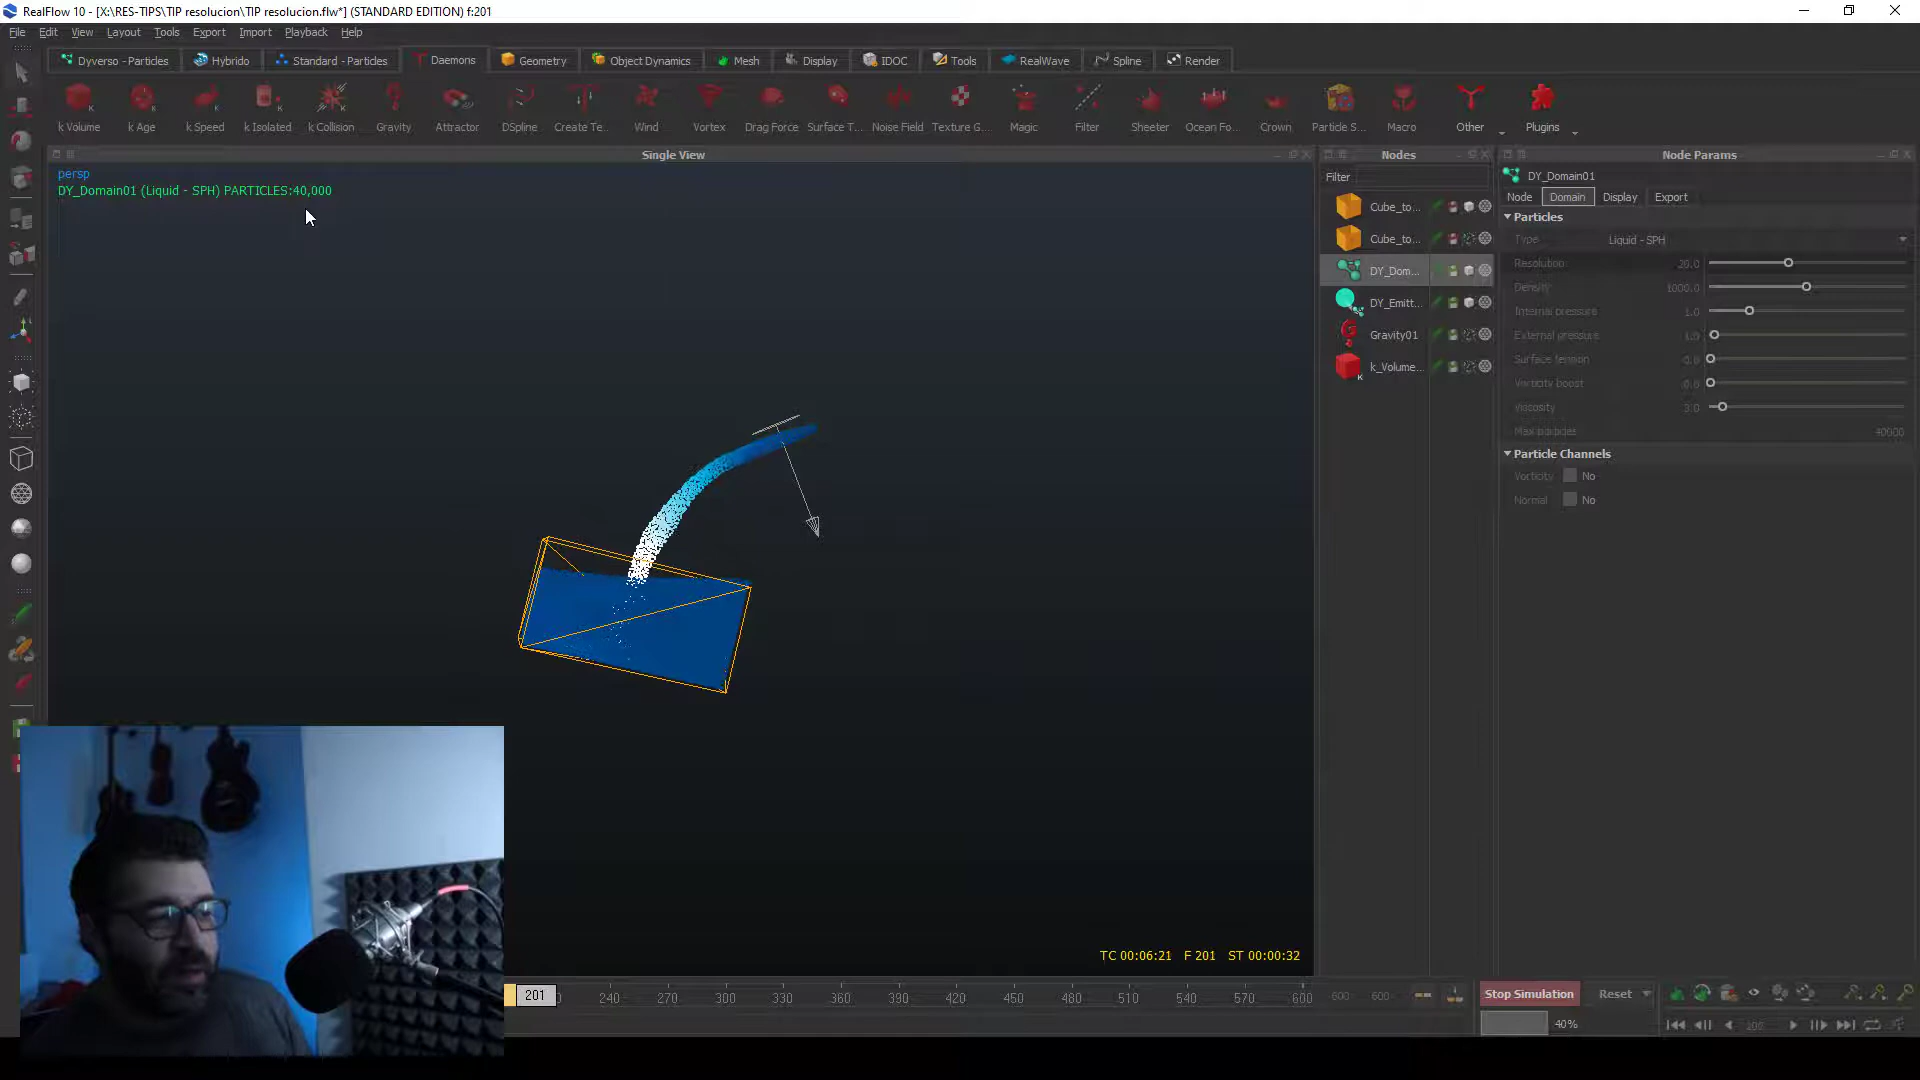 RealFlow 10 - [X:\RES-TIPS\TIP resolucion\TIP resolucion.flw*] (STANDARD EDITION) f:201
File Edit View Layout Tools Export Import Playback Help
Dyverso - Particles Hybrido Standard - Particles Daemons Geometry Object Dynamics Mesh Display IDOC Tools RealWave Spline Render
k Volume k Age k Speed k Isolated k Collision Gravity Attractor DSpline Create Te... Wind Vortex Drag Force Surface T... Noise Field Texture G... Magic Filter Sheeter Ocean Fo... Crown Particle S... Macro Other Plugins
Single View
persp
DY_Domain01 (Liquid - SPH) PARTICLES:40,000
TC 00:06:21 F 201 ST 00:00:32
Nodes
Filter
Cube_to...
Cube_to...
DY_Dom...
DY_Emitt...
Gravity01
k_Volume...
Node Params
DY_Domain01
Node Domain Display Export
Particles
Type Liquid - SPH
Resolution 20.0
Density 1000.0
Internal pressure 1.0
External pressure 1.0
Surface tension 0.0
Vorticity boost 0.0
Viscosity 3.0
Max particles 40000
Particle Channels
Vorticity No
Normal No
201 240 270 300 330 360 390 420 450 480 510 540 570 600 600 600
Stop Simulation Reset
40% 200